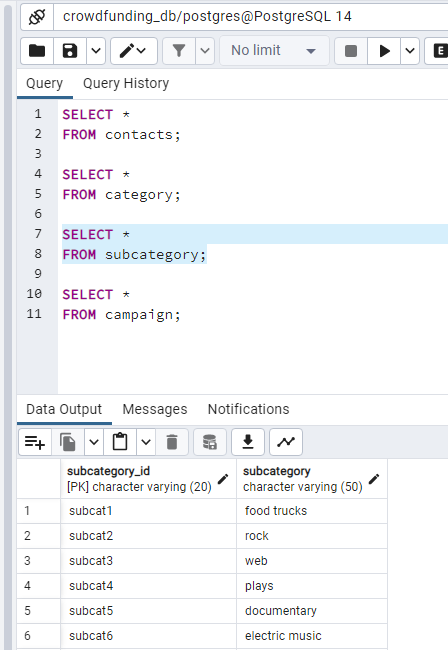 crowdfunding_db/postgres@PostgreSQL 14
No limit
E
Query Query History
1 SELECT *
2 FROM contacts;
3
4 SELECT *
5 FROM category;
6
7 SELECT *
8 FROM subcategory;
9
10 SELECT *
11 FROM campaign;
Data Output Messages Notifications
subcategory_id subcategory
[PK] character varying (20) character varying (50)
1 subcat1 food trucks
2 subcat2 rock
3 subcat3 web
4 subcat4 plays
5 subcat5 documentary
6 subcat6 electric music